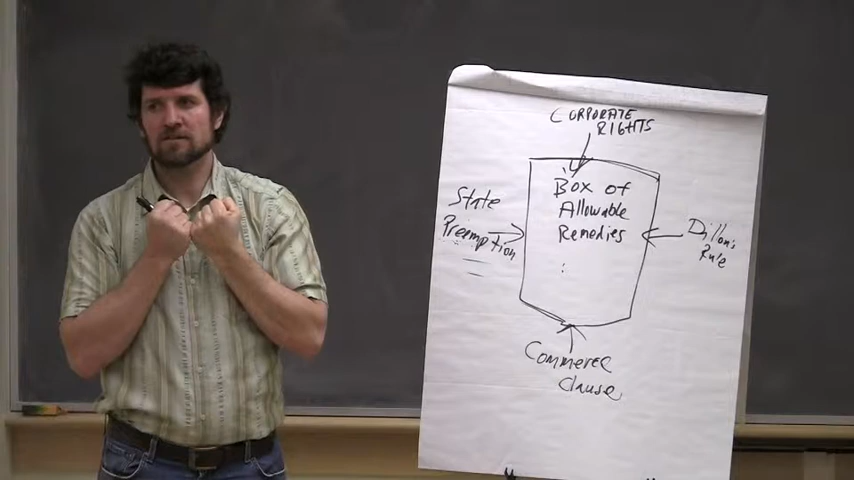 CORPORATE
RIGHTS
Box of
Allowable
Remedies
State
Preemption
Dillon's
Rule
Commerce
Clause